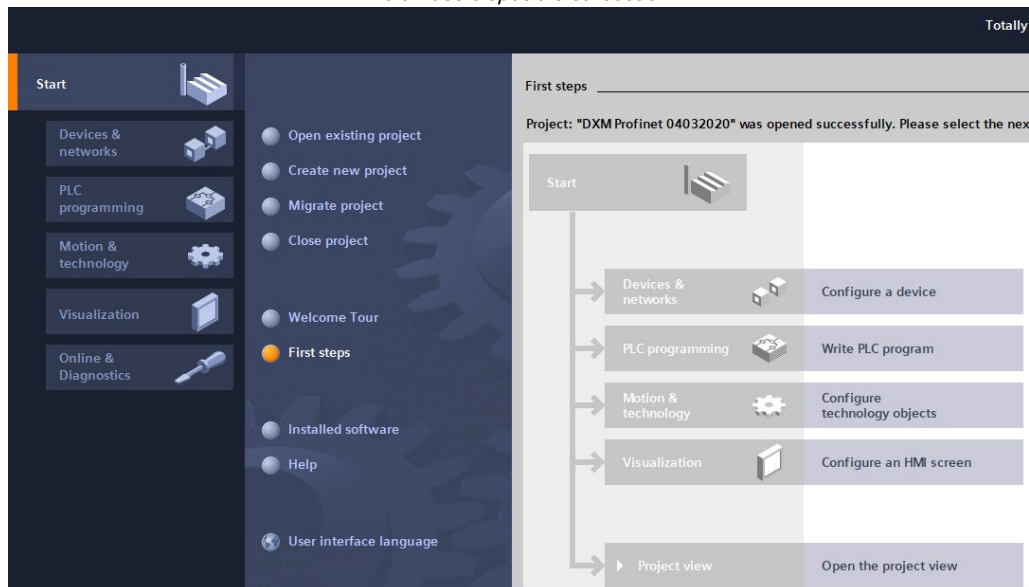 Totally
Start
Devices &
networks
PLC
programming
Motion &
technology
Visualization
Online &
Diagnostics
Open existing project
Create new project
Migrate project
Close project
Welcome Tour
First steps
Installed software
Help
User interface language
First steps
Project: "DXM Profinet 04032020" was opened successfully. Please select the nex
Start
Devices &
networks
Configure a device
PLC programming
Write PLC program
Motion &
technology
Configure
technology objects
Visualization
Configure an HMI screen
Project view
Open the project view